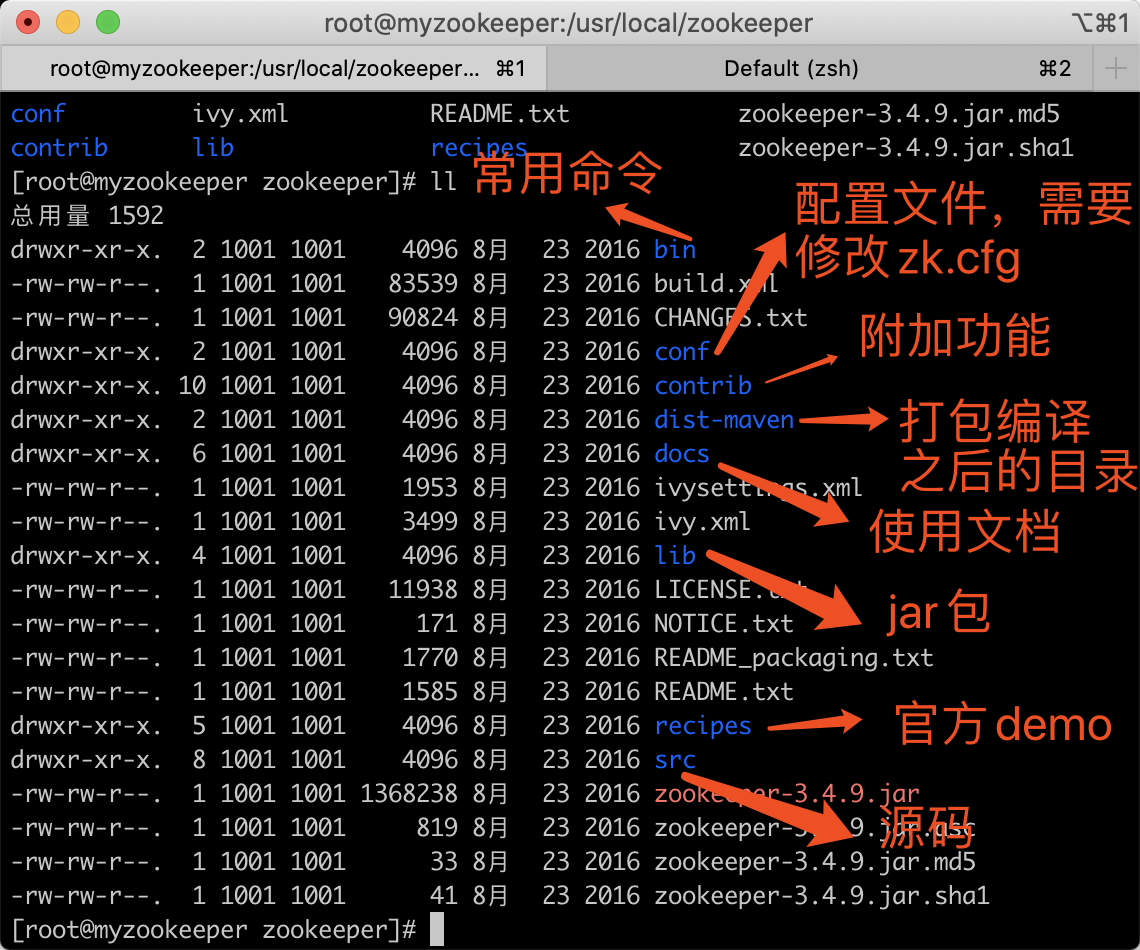 root@myzookeeper:/usr/local/zookeeper ⌥⌘1
root@myzookeeper:/usr/local/zookeeper... ⌘1 Default (zsh) ⌘2 +
conf ivy.xml README.txt zookeeper-3.4.9.jar.md5
contrib lib recipes zookeeper-3.4.9.jar.sha1
[root@myzookeeper zookeeper]# ll 常用命令
总用量 1592
drwxr-xr-x. 2 1001 1001 4096 8月 23 2016 bin
配置文件，需要
修改 zk.cfg
-rw-rw-r--. 1 1001 1001 83539 8月 23 2016 build.xml
-rw-rw-r--. 1 1001 1001 90824 8月 23 2016 CHANGES.txt
drwxr-xr-x. 2 1001 1001 4096 8月 23 2016 conf
附加功能
drwxr-xr-x. 10 1001 1001 4096 8月 23 2016 contrib
drwxr-xr-x. 2 1001 1001 4096 8月 23 2016 dist-maven
打包编译
之后的目录
drwxr-xr-x. 6 1001 1001 4096 8月 23 2016 docs
-rw-rw-r--. 1 1001 1001 1953 8月 23 2016 ivysettings.xml
-rw-rw-r--. 1 1001 1001 3499 8月 23 2016 ivy.xml
使用文档
drwxr-xr-x. 4 1001 1001 4096 8月 23 2016 lib
-rw-rw-r--. 1 1001 1001 11938 8月 23 2016 LICENSE.txt
jar 包
-rw-rw-r--. 1 1001 1001 171 8月 23 2016 NOTICE.txt
-rw-rw-r--. 1 1001 1001 1770 8月 23 2016 README_packaging.txt
-rw-rw-r--. 1 1001 1001 1585 8月 23 2016 README.txt
drwxr-xr-x. 5 1001 1001 4096 8月 23 2016 recipes
官方 demo
drwxr-xr-x. 8 1001 1001 4096 8月 23 2016 src
-rw-rw-r--. 1 1001 1001 1368238 8月 23 2016 zookeeper-3.4.9.jar
-rw-rw-r--. 1 1001 1001 819 8月 23 2016 zookeeper-3.4.9.jar.asc
源码
-rw-rw-r--. 1 1001 1001 33 8月 23 2016 zookeeper-3.4.9.jar.md5
-rw-rw-r--. 1 1001 1001 41 8月 23 2016 zookeeper-3.4.9.jar.sha1
[root@myzookeeper zookeeper]#